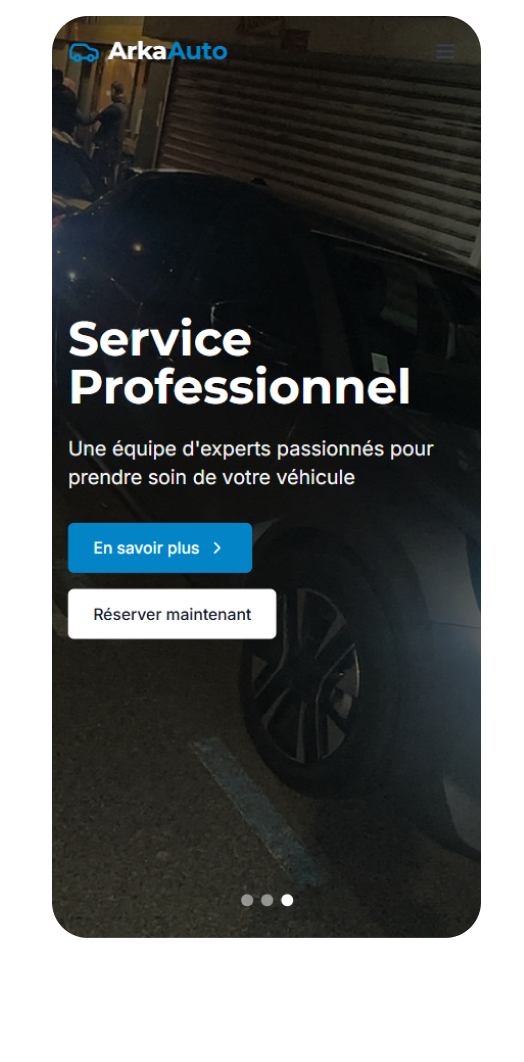 ArkaAuto
Service
Professionnel
Une équipe d'experts passionnés pour
prendre soin de votre véhicule
En savoir plus
Réserver maintenant